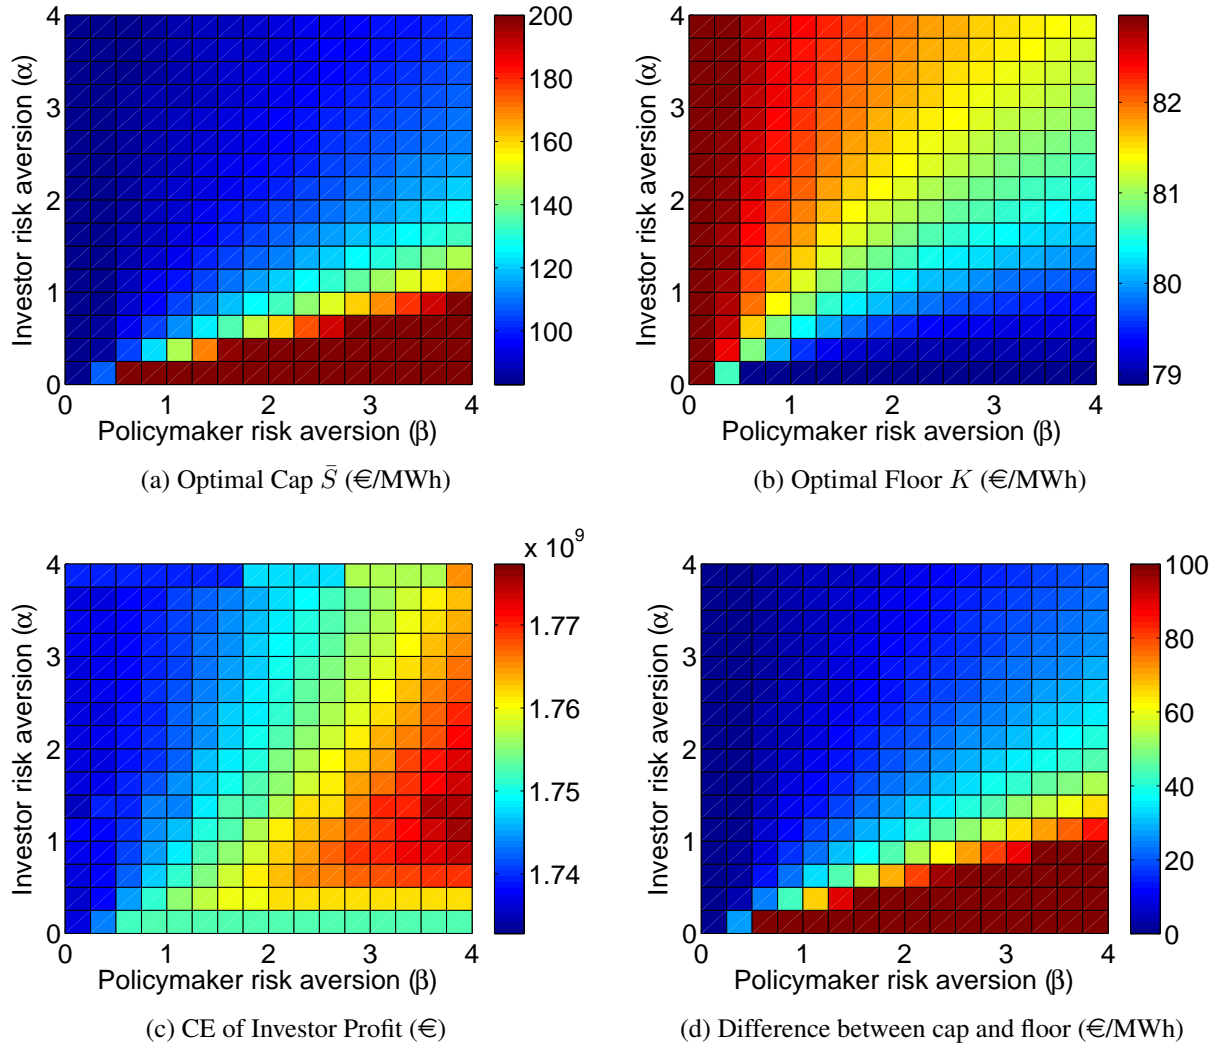 4
3
2
1
0
0 1 2 3 4
Investor risk aversion (α)
Policymaker risk aversion (β)
200
180
160
140
120
100
(a) Optimal Cap S̄ (€/MWh)
4
3
2
1
0
0 1 2 3 4
Investor risk aversion (α)
Policymaker risk aversion (β)
82
81
80
79
(b) Optimal Floor K (€/MWh)
4
3
2
1
0
0 1 2 3 4
Investor risk aversion (α)
Policymaker risk aversion (β)
x 10⁹
1.77
1.76
1.75
1.74
(c) CE of Investor Profit (€)
4
3
2
1
0
0 1 2 3 4
Investor risk aversion (α)
Policymaker risk aversion (β)
100
80
60
40
20
0
(d) Difference between cap and floor (€/MWh)